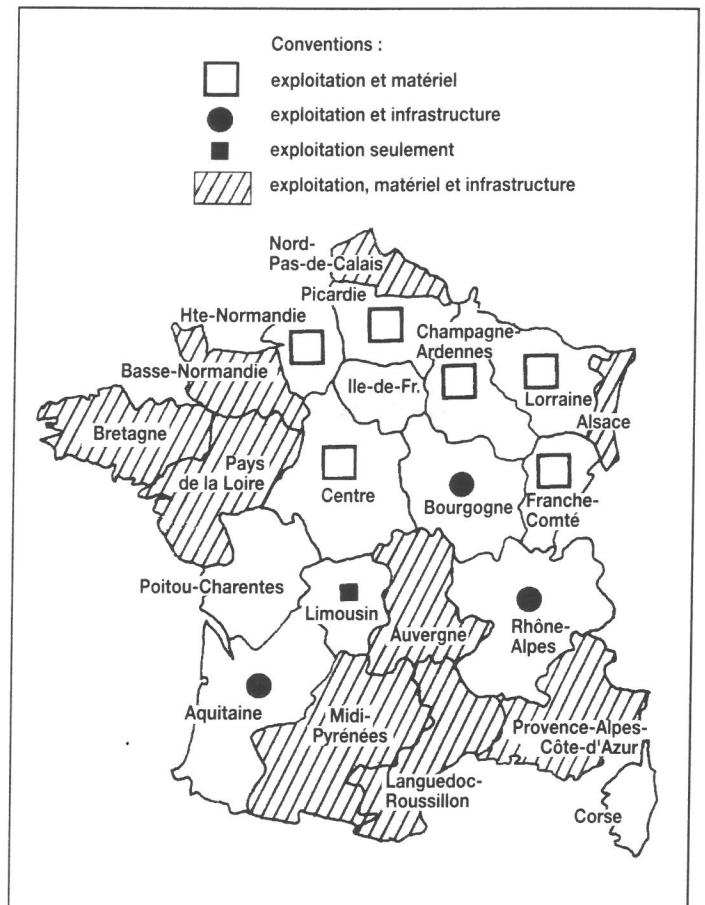 Conventions :
exploitation et matériel
exploitation et infrastructure
exploitation seulement
exploitation, matériel et infrastructure
Nord-
Pas-de-Calais
Picardie
Hte-Normandie
Champagne-
Ardennes
Basse-Normandie
Ile-de-Fr.
Lorraine
Alsace
Bretagne
Pays
de la Loire
Centre
Bourgogne
Franche-
Comté
Poitou-Charentes
Limousin
Auvergne
Rhône-
Alpes
Aquitaine
Midi-
Pyrénées
Provence-Alpes-
Côte-d'Azur
Languedoc-
Roussillon
Corse